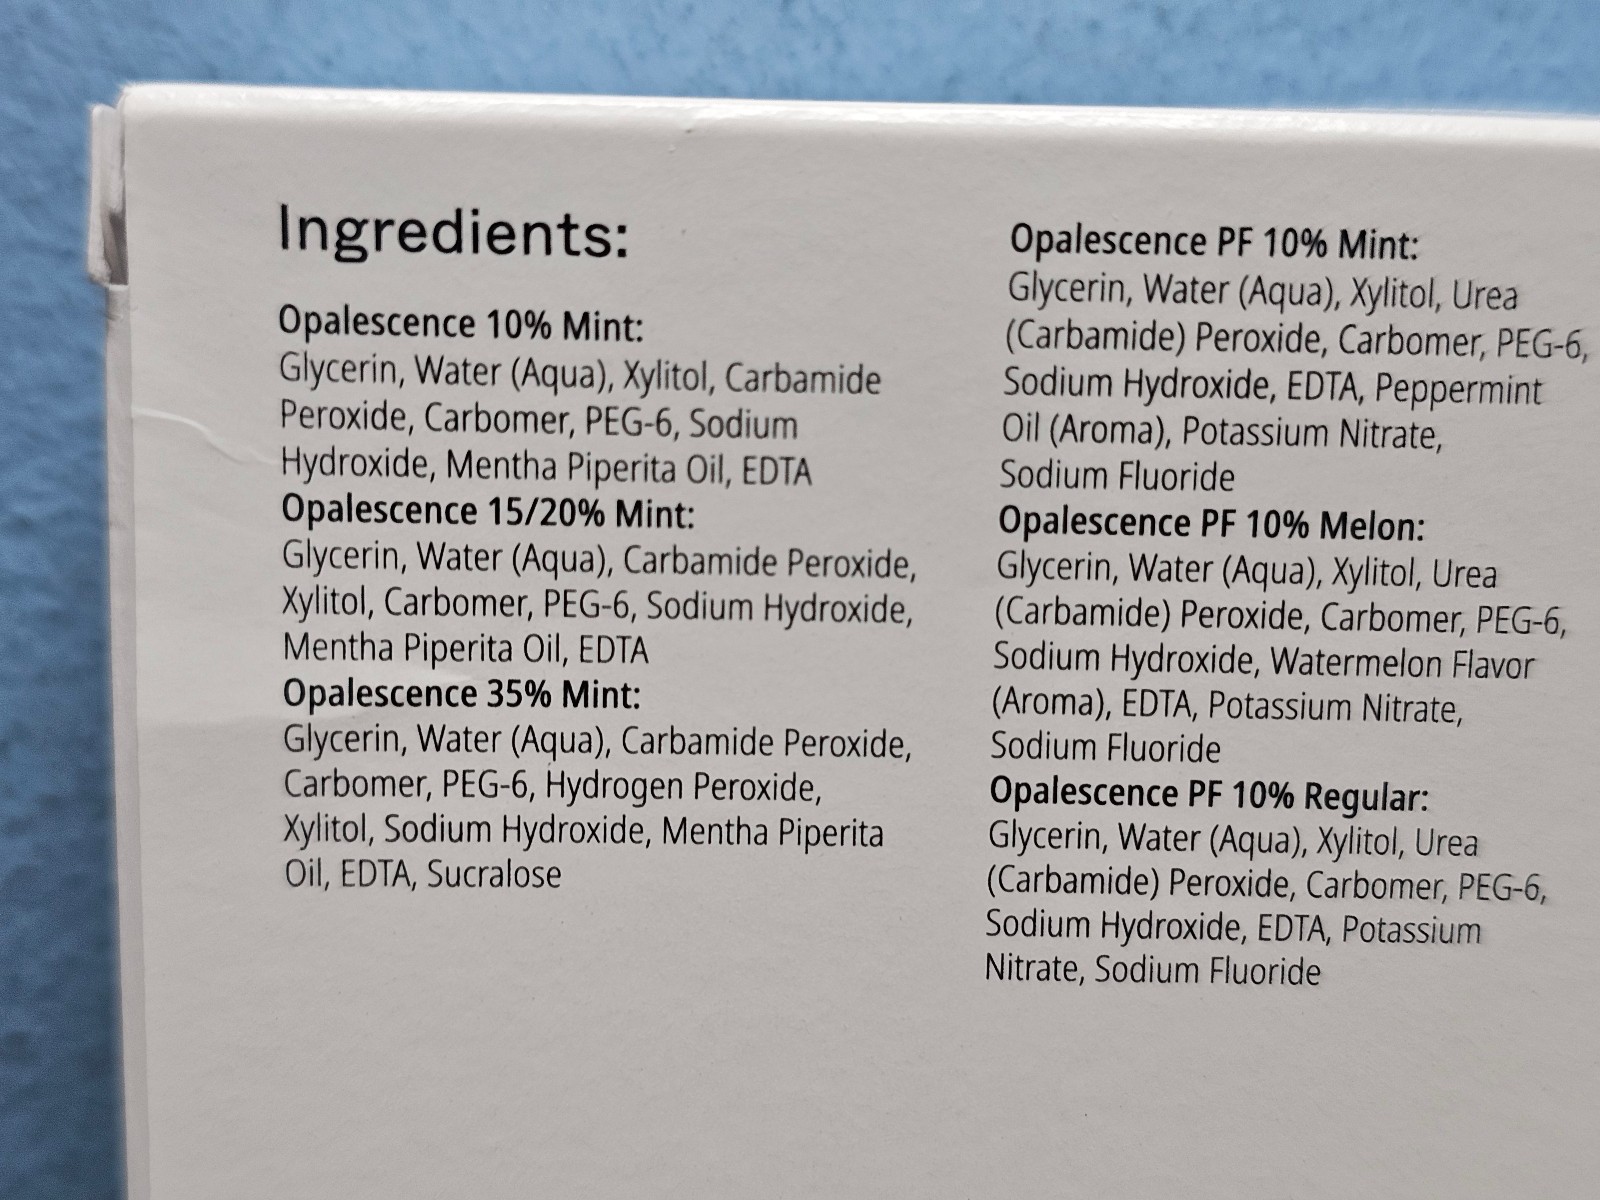 Ingredients:
Opalescence 10% Mint:
Glycerin, Water (Aqua), Xylitol, Carbamide
Peroxide, Carbomer, PEG-6, Sodium
Hydroxide, Mentha Piperita Oil, EDTA
Opalescence 15/20% Mint:
Glycerin, Water (Aqua), Carbamide Peroxide,
Xylitol, Carbomer, PEG-6, Sodium Hydroxide,
Mentha Piperita Oil, EDTA
Opalescence 35% Mint:
Glycerin, Water (Aqua), Carbamide Peroxide,
Carbomer, PEG-6, Hydrogen Peroxide,
Xylitol, Sodium Hydroxide, Mentha Piperita
Oil, EDTA, Sucralose
Opalescence PF 10% Mint:
Glycerin, Water (Aqua), Xylitol, Urea
(Carbamide) Peroxide, Carbomer, PEG-6,
Sodium Hydroxide, EDTA, Peppermint
Oil (Aroma), Potassium Nitrate,
Sodium Fluoride
Opalescence PF 10% Melon:
Glycerin, Water (Aqua), Xylitol, Urea
(Carbamide) Peroxide, Carbomer, PEG-6,
Sodium Hydroxide, Watermelon Flavor
(Aroma), EDTA, Potassium Nitrate,
Sodium Fluoride
Opalescence PF 10% Regular:
Glycerin, Water (Aqua), Xylitol, Urea
(Carbamide) Peroxide, Carbomer, PEG-6,
Sodium Hydroxide, EDTA, Potassium
Nitrate, Sodium Fluoride